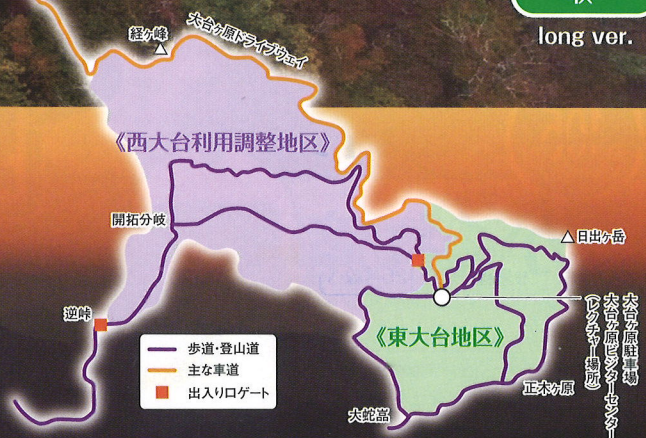 long ver.
経ヶ峰
大台ヶ原ドライブウェイ
《西大台利用調整地区》
開拓分岐
日出ヶ岳
逆峠
大台ヶ原駐車場
大台ヶ原ビジターセンター
(レクチャー場所)
《東大台地区》
歩道・登山道
主な車道
出入り口ゲート
正木ヶ原
大蛇嵓